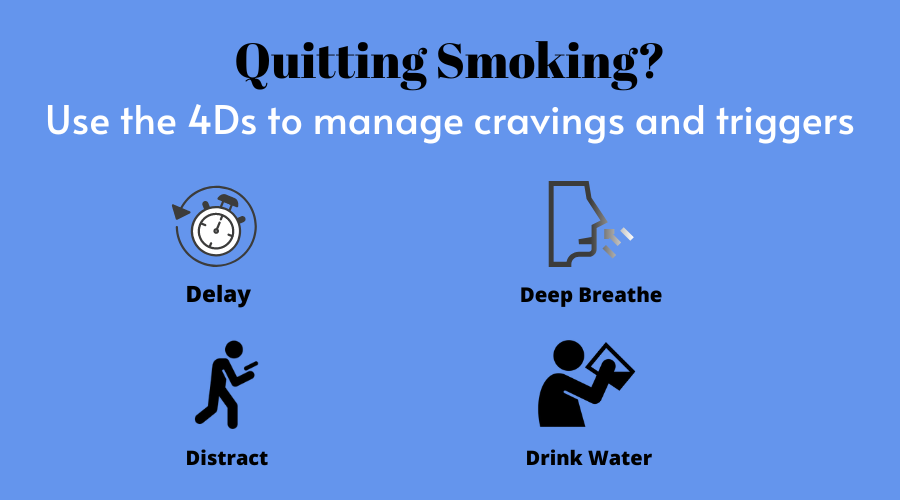 Quitting Smoking?
Use the 4Ds to manage cravings and triggers
Delay
Deep Breathe
Distract
Drink Water